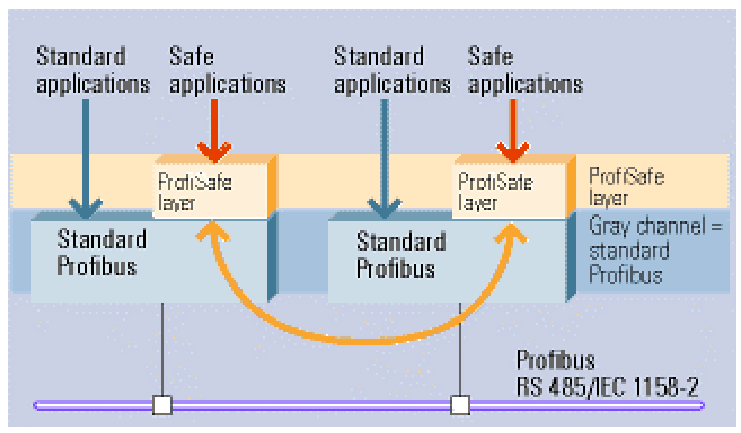 Standard
applications
Safe
applications
Standard
applications
Safe
applications
ProfiSafe
layer
ProfiSafe
layer
ProfiSafe
layer
Standard
Profibus
Standard
Profibus
Gray channel =
standard
Profibus
Profibus
RS 485/IEC 1158-2